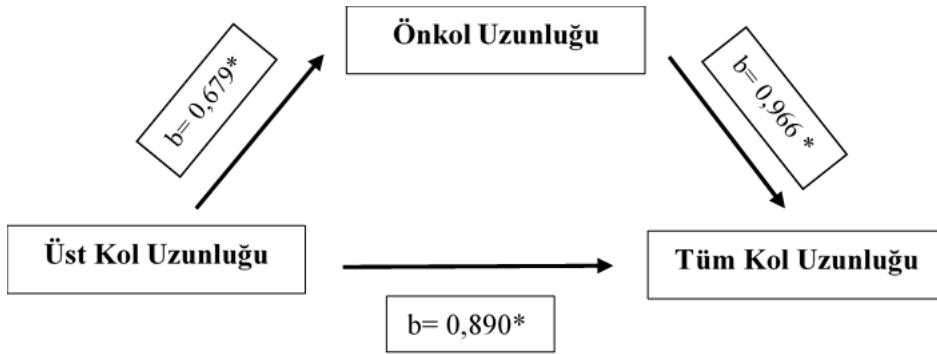 Önkol Uzunluğu
b= 0,679*
b= 0,966 *
Üst Kol Uzunluğu
Tüm Kol Uzunluğu
b= 0,890*